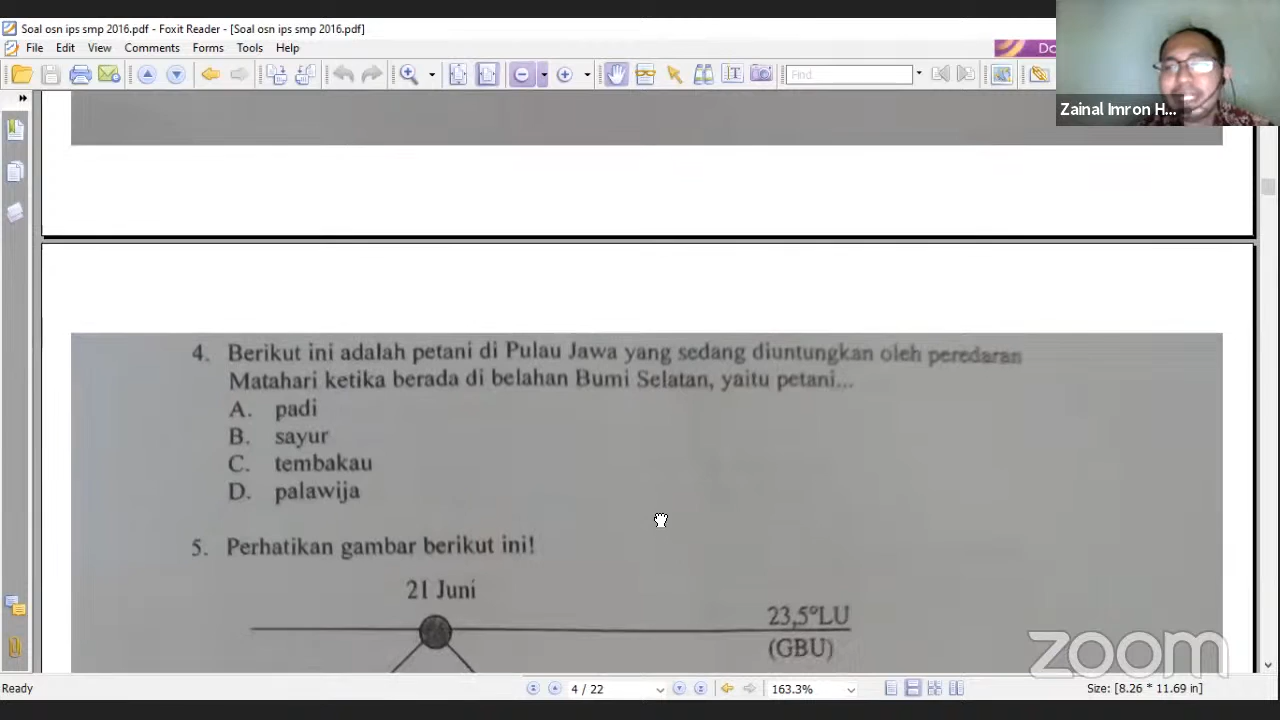 Soal osn ips smp 2016.pdf - Foxit Reader - [Soal osn ips smp 2016.pdf]
File Edit View Comments Forms Tools Help
Do
Find
Zainal Imron H...
4. Berikut ini adalah petani di Pulau Jawa yang sedang diuntungkan oleh peredaran
Matahari ketika berada di belahan Bumi Selatan, yaitu petani...
A. padi
B. sayur
C. tembakau
D. palawija
5. Perhatikan gambar berikut ini!
21 Juni
23,5°LU
(GBU)
zoom
Ready
4 / 22
163.3%
Size: [8.26 * 11.69 in]